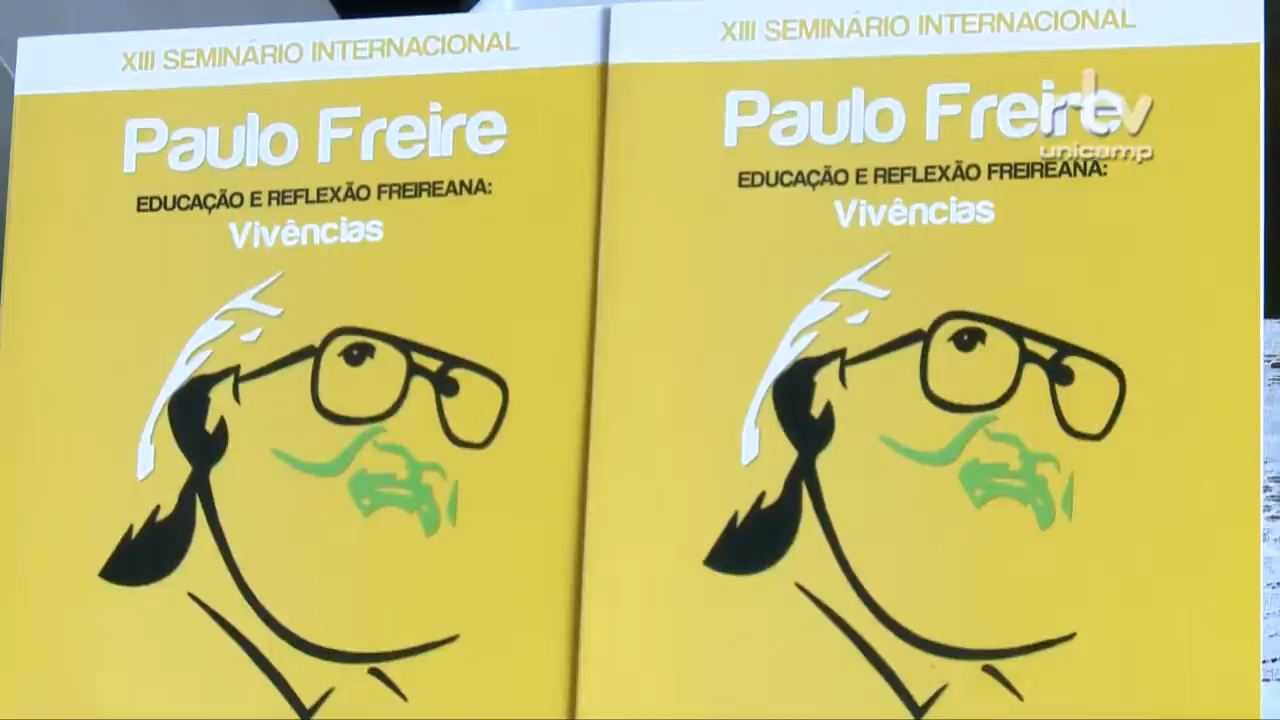 XIII SEMINÁRIO INTERNACIONAL
Paulo Freire
EDUCAÇÃO E REFLEXÃO FREIREANA:
Vivências
XIII SEMINÁRIO INTERNACIONAL
Paulo Freire
EDUCAÇÃO E REFLEXÃO FREIREANA:
Vivências
rtv
unicamp